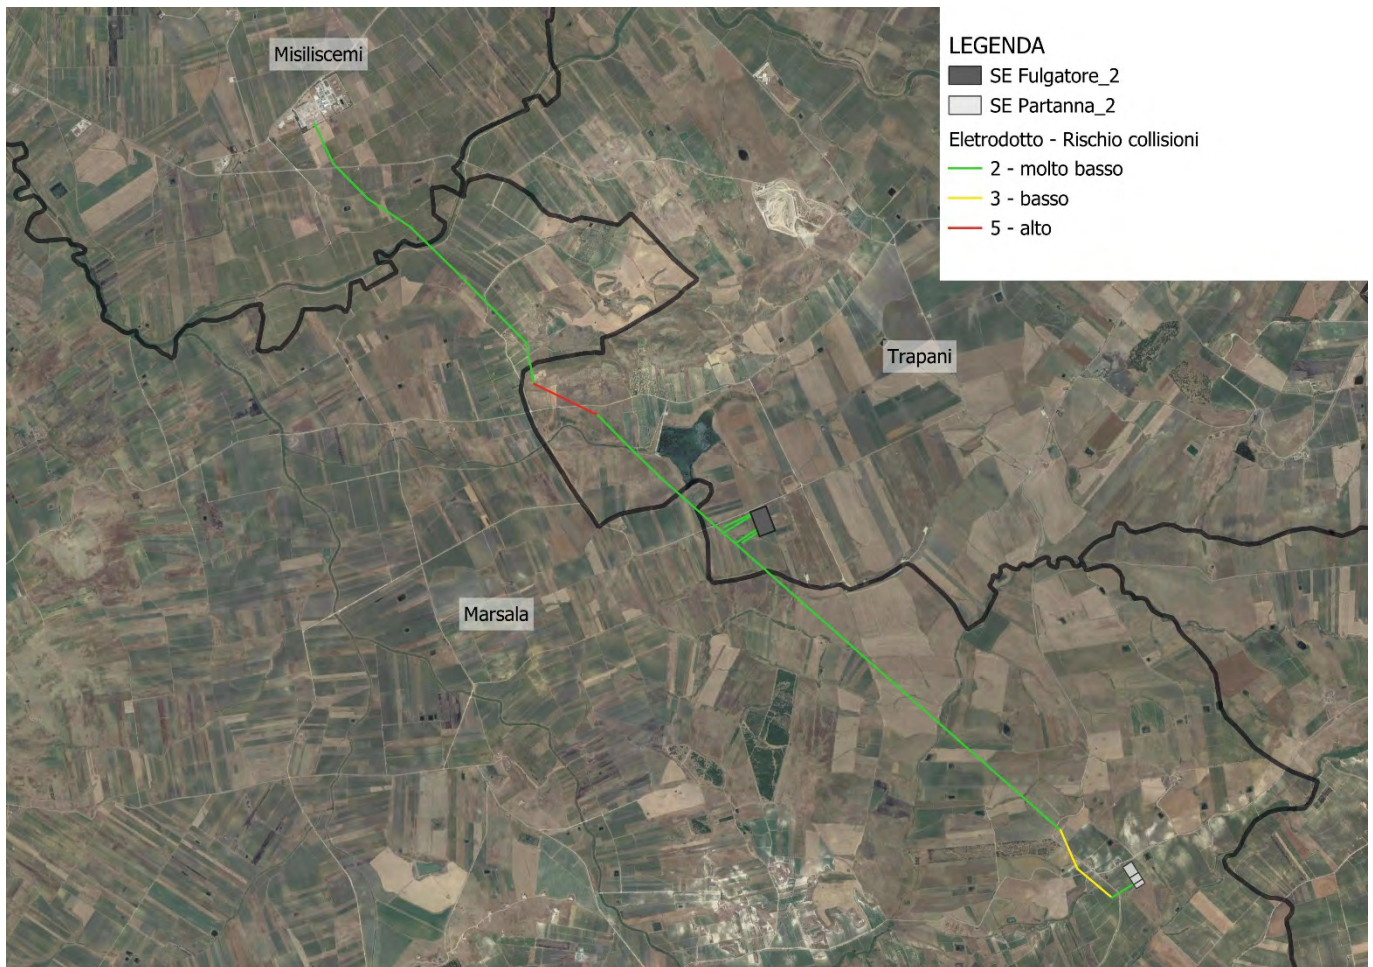 Misiliscemi
LEGENDA
SE Fulgatore_2
SE Partanna_2
Eletrodotto - Rischio collisioni
2 - molto basso
3 - basso
5 - alto
Trapani
Marsala